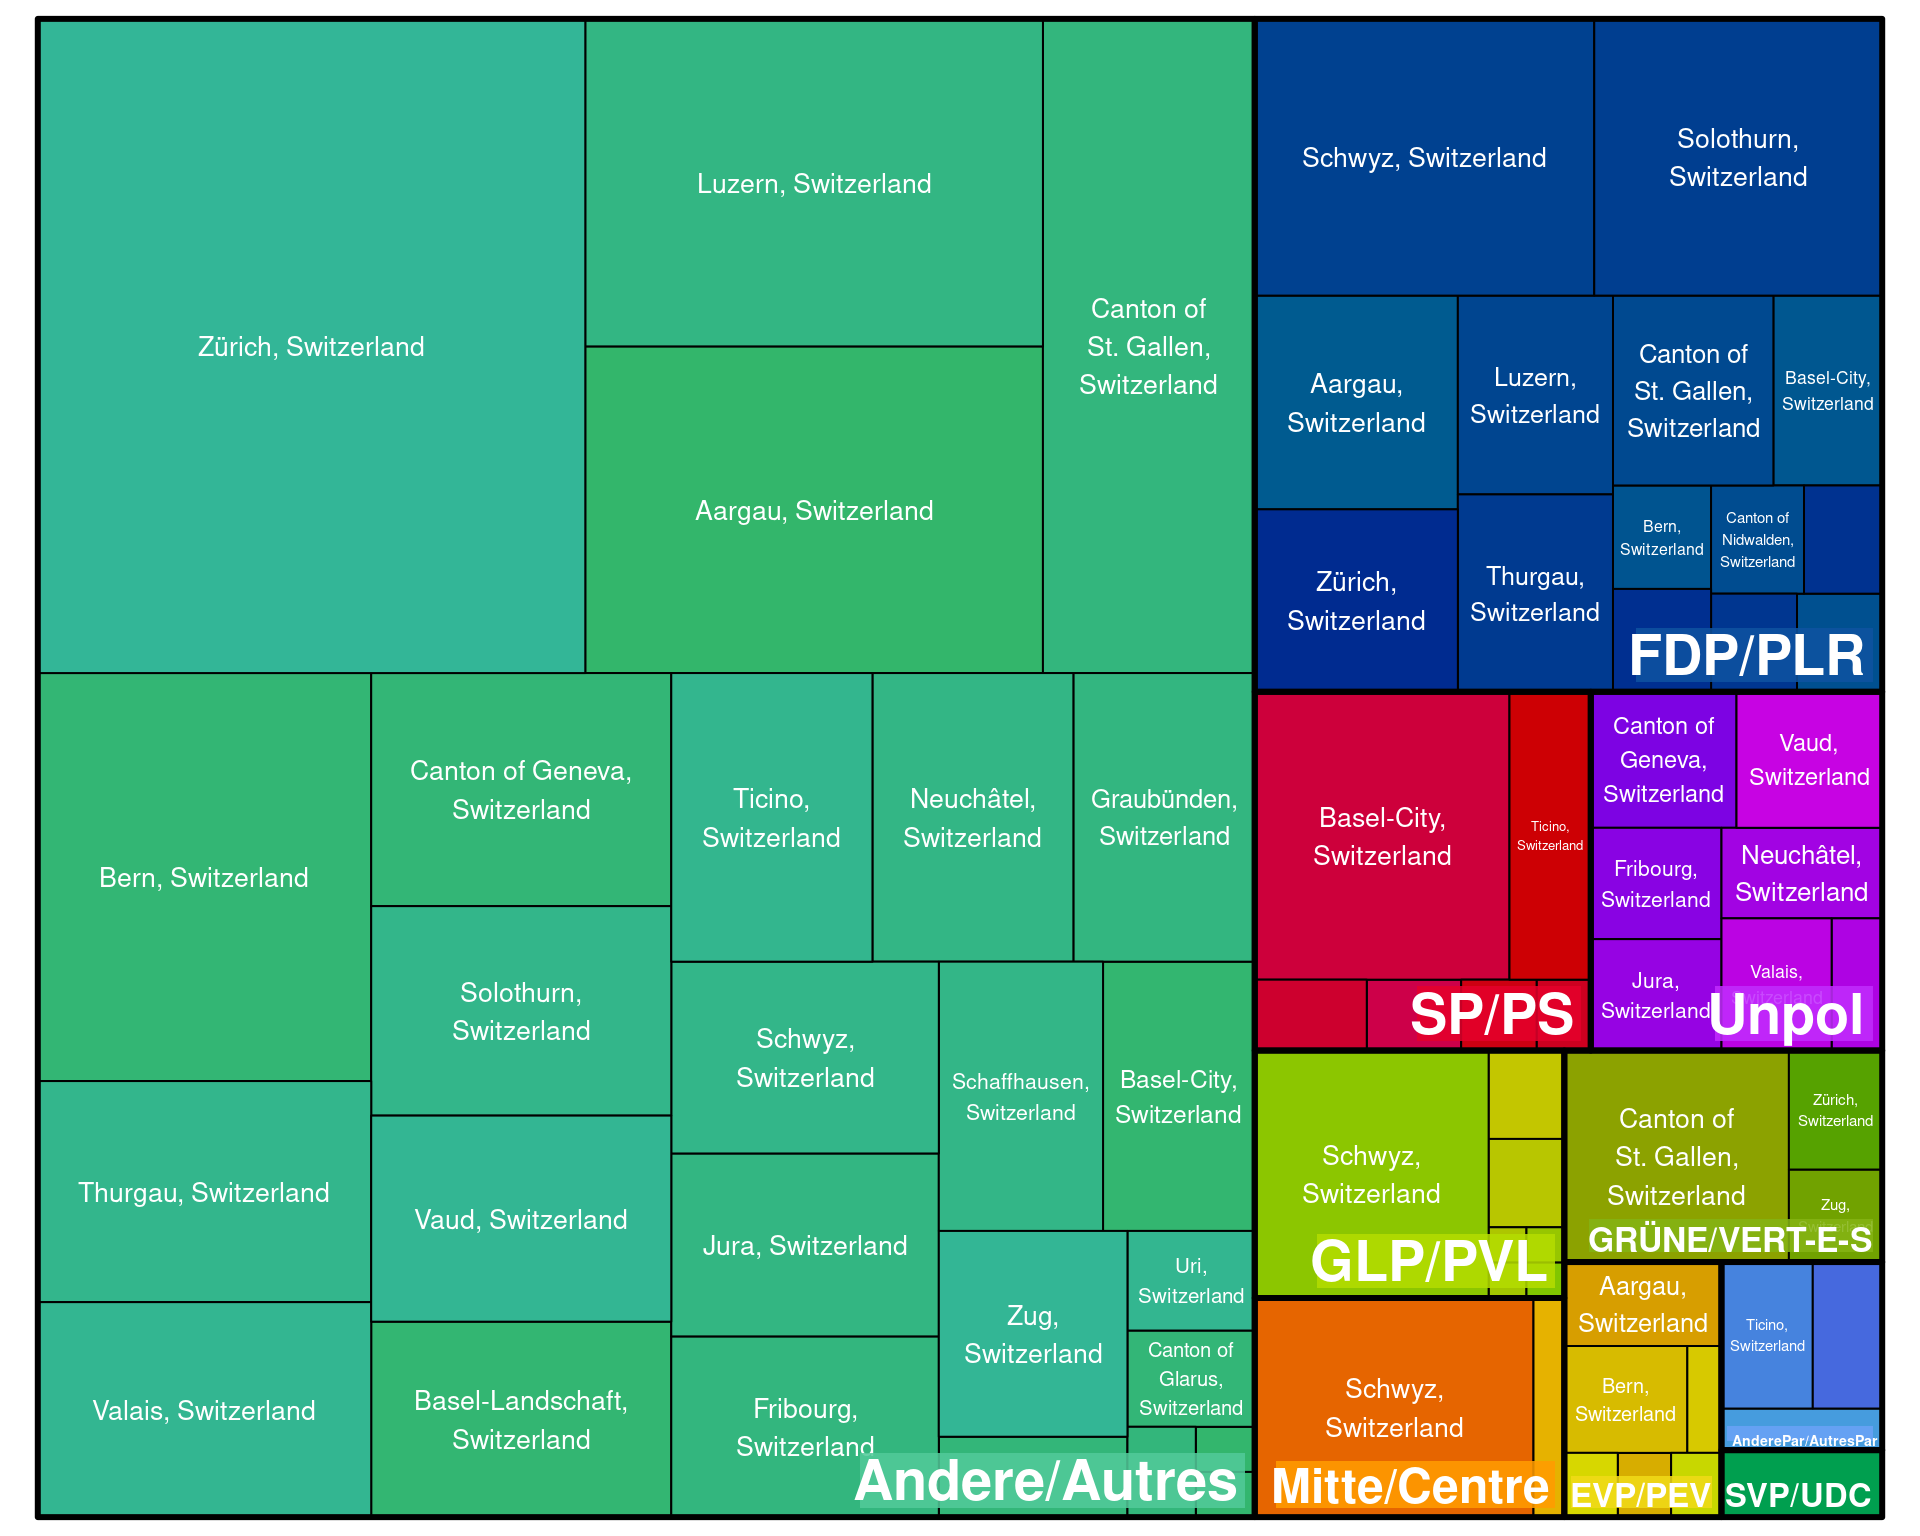 Zürich, Switzerland
Luzern, Switzerland
Aargau, Switzerland
Canton of
St. Gallen,
Switzerland
Bern, Switzerland
Thurgau, Switzerland
Valais, Switzerland
Canton of Geneva,
Switzerland
Solothurn,
Switzerland
Vaud, Switzerland
Basel-Landschaft,
Switzerland
Ticino,
Switzerland
Neuchâtel,
Switzerland
Graubünden,
Switzerland
Schwyz,
Switzerland
Jura, Switzerland
Fribourg,
Switzerland
Schaffhausen,
Switzerland
Basel-City,
Switzerland
Zug,
Switzerland
Uri,
Switzerland
Canton of
Glarus,
Switzerland
Andere/Autres
Schwyz, Switzerland
Solothurn,
Switzerland
Aargau,
Switzerland
Zürich,
Switzerland
Luzern,
Switzerland
Thurgau,
Switzerland
Canton of
St. Gallen,
Switzerland
Basel-City,
Switzerland
Bern,
Switzerland
Canton of
Nidwalden,
Switzerland
FDP/PLR
Basel-City,
Switzerland
Ticino,
Switzerland
SP/PS
Canton of
Geneva,
Switzerland
Vaud,
Switzerland
Fribourg,
Switzerland
Jura,
Switzerland
Neuchâtel,
Switzerland
Valais,
Switzerland
Unpol
Schwyz,
Switzerland
GLP/PVL
Canton of
St. Gallen,
Switzerland
Zürich,
Switzerland
Zug,
Switzerland
GRÜNE/VERT-E-S
Schwyz,
Switzerland
Mitte/Centre
Aargau,
Switzerland
Bern,
Switzerland
EVP/PEV
Ticino,
Switzerland
AnderePar/AutresPar
SVP/UDC